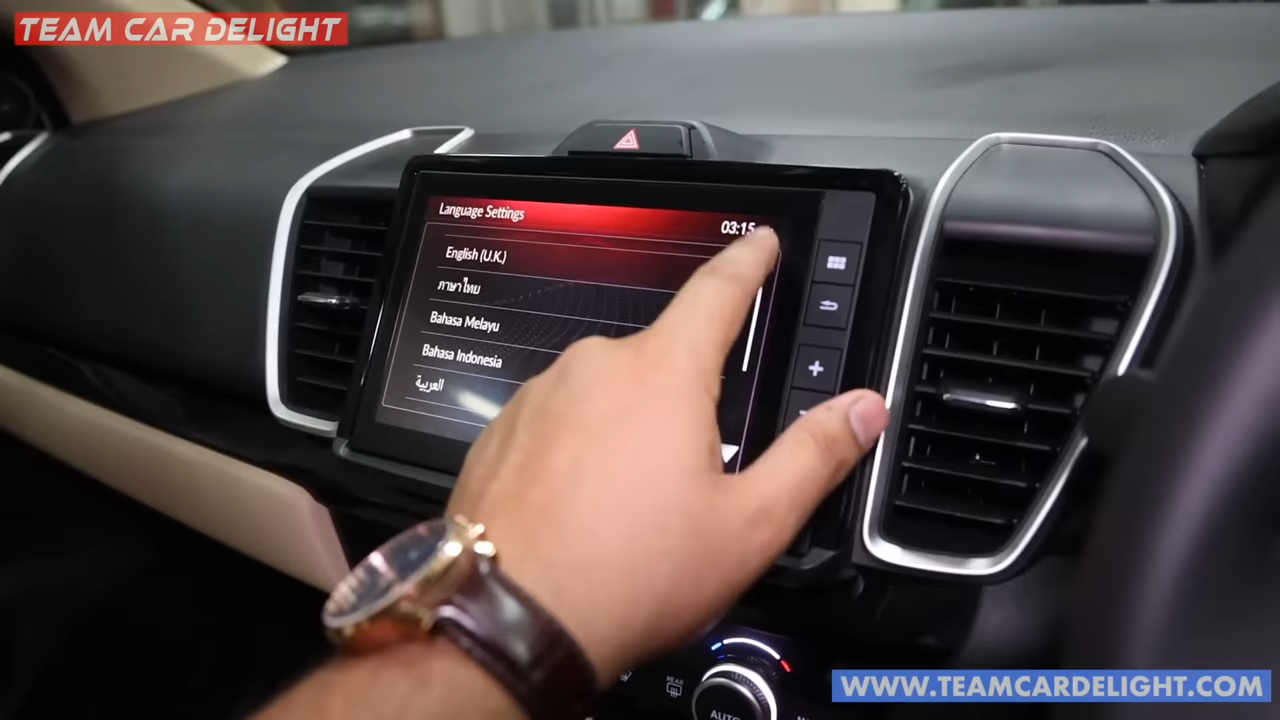 TEAM CAR DELIGHT
Language Settings
03:15
English (U.K.)
ภาษาไทย
Bahasa Melayu
Bahasa Indonesia
العربية
REAR
AUTO
WWW.TEAMCARDELIGHT.COM